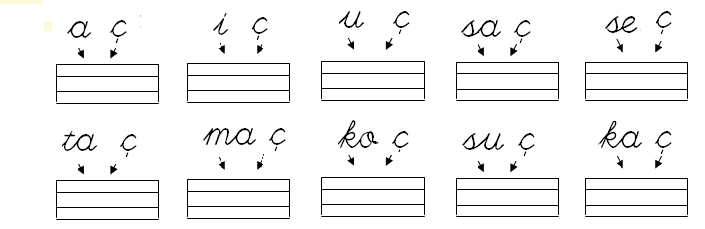 a ç i ç u ç sa ç se ç
ta ç ma ç ko ç su ç ka ç